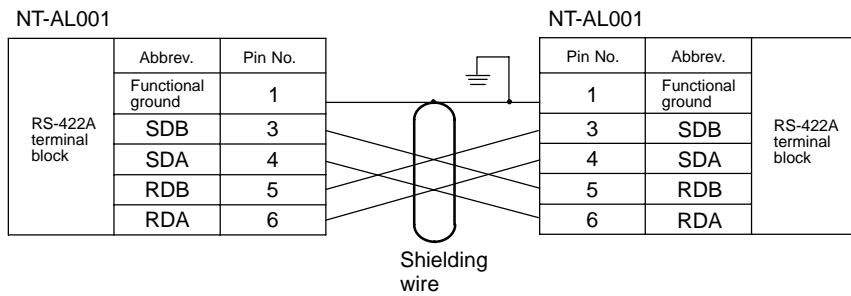 NT-AL001 NT-AL001
Abbrev. Pin No. Pin No. Abbrev.
Functional
ground 1 1 Functional
ground
RS-422A
terminal
block SDB 3 3 SDB RS-422A
terminal
block
SDA 4 4 SDA
RDB 5 5 RDB
RDA 6 6 RDA
Shielding
wire